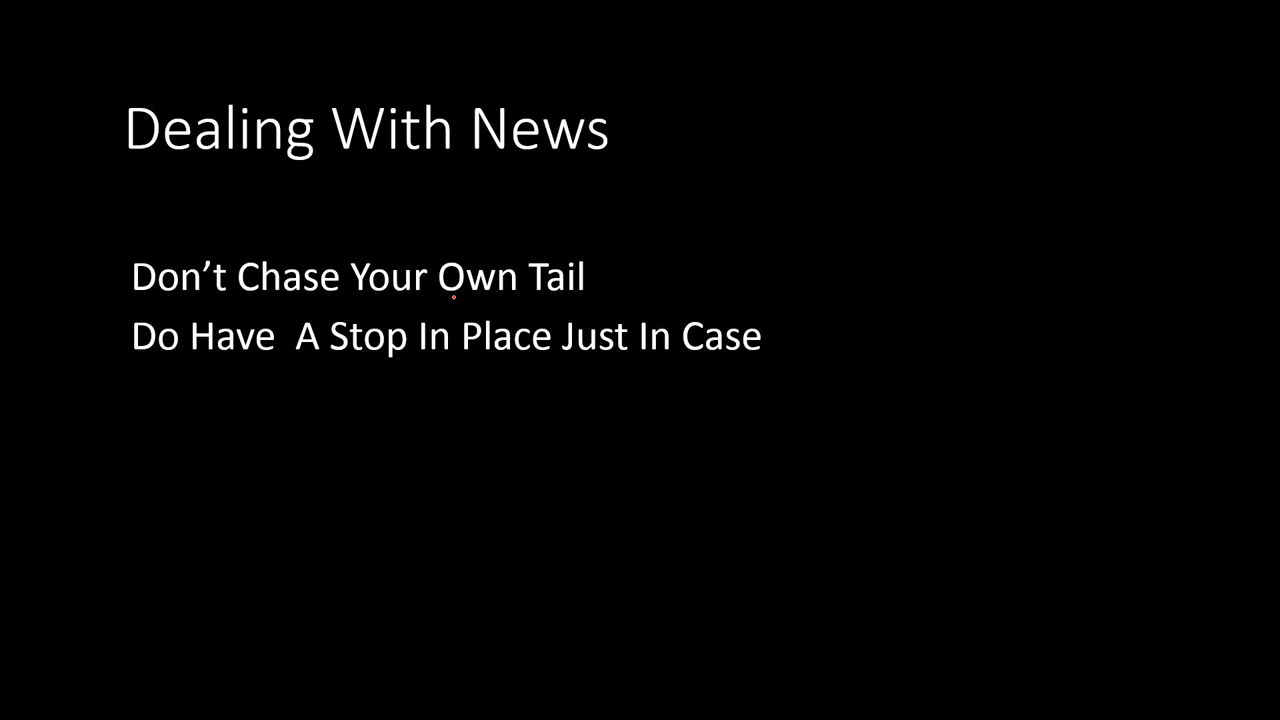 Dealing With News
Don’t Chase Your Own Tail
Do Have  A Stop In Place Just In Case